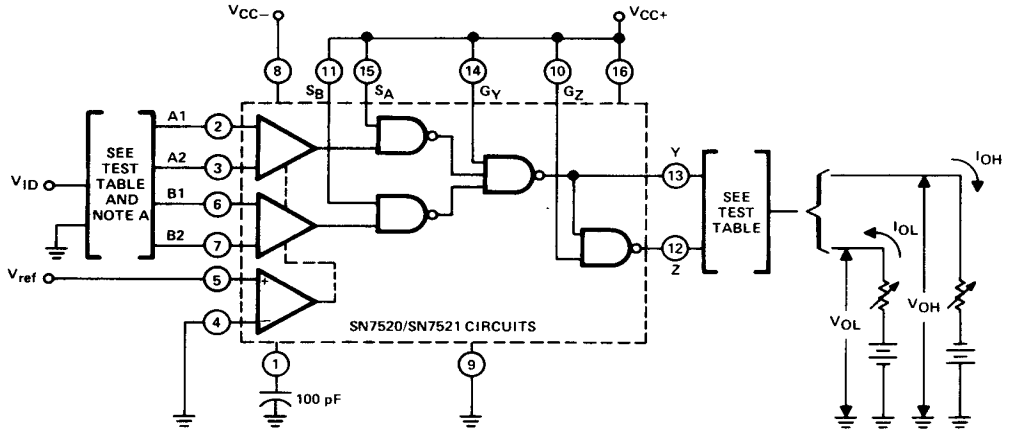 VCC−
VCC+
8
11
15
14
10
16
SB
SA
GY
GZ
A1
2
A2
3
B1
6
B2
7
SEE
TEST
TABLE
AND
NOTE A
VID
Vref
5
+
4
−
Y
13
12
Z
SEE
TEST
TABLE
IOH
IOL
VOL
VOH
SN7520/SN7521 CIRCUITS
1
9
100 pF